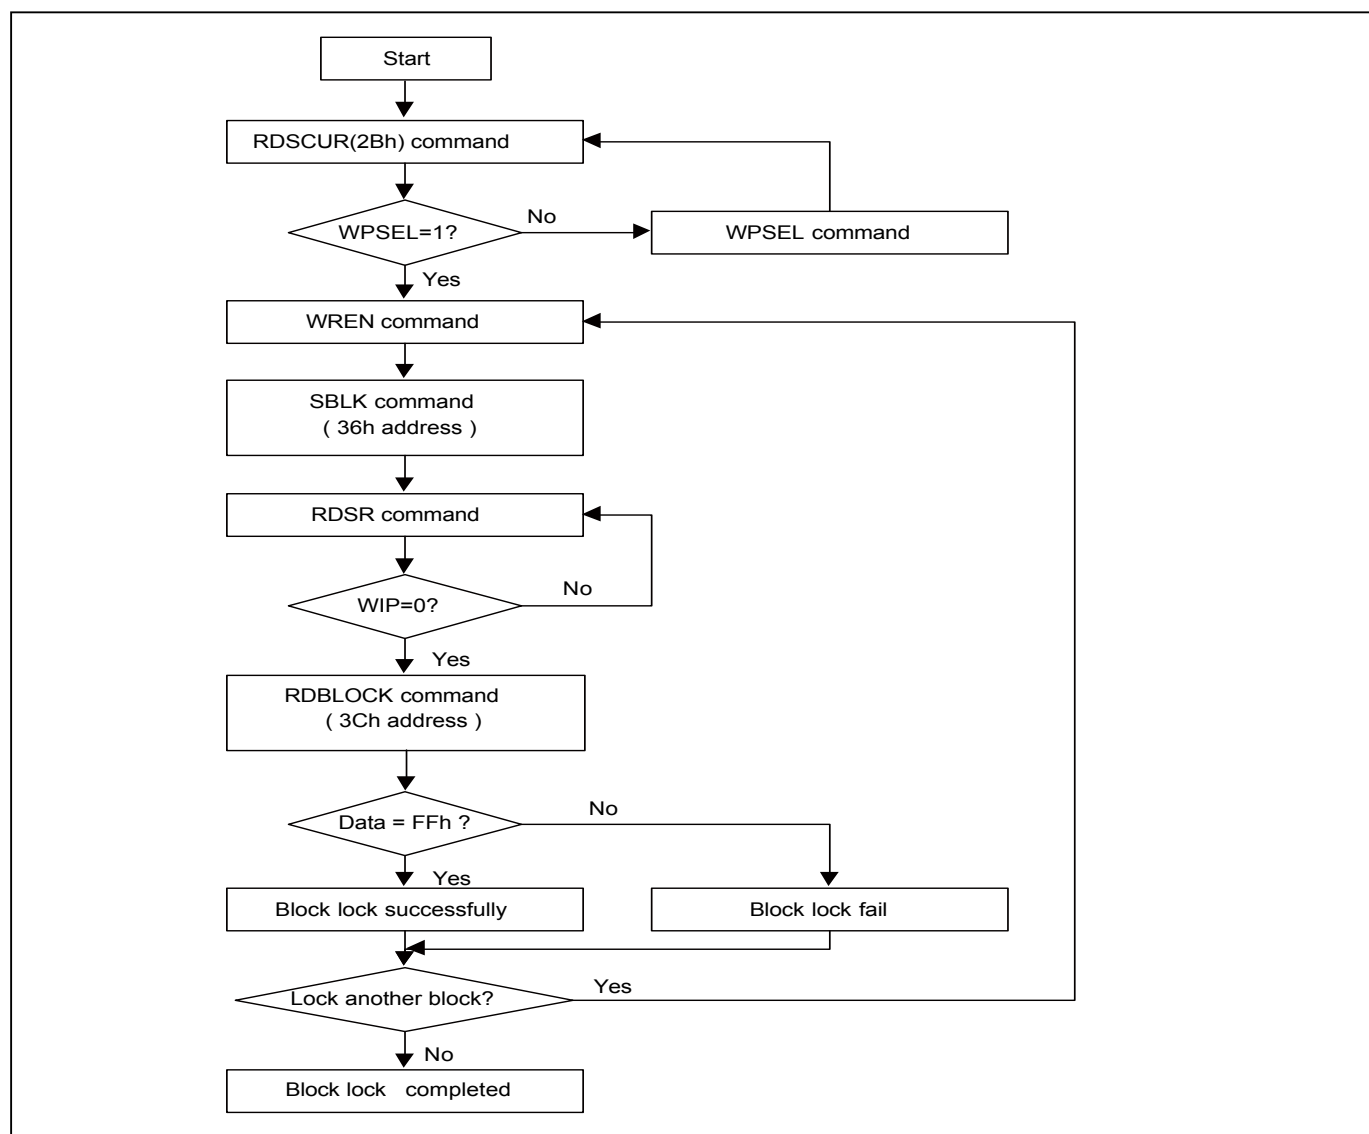 Start
RDSCUR(2Bh) command
WPSEL=1?
No
WPSEL command
Yes
WREN command
SBLK command
( 36h address )
RDSR command
WIP=0?
No
Yes
RDBLOCK command
( 3Ch address )
Data = FFh ?
No
Yes
Block lock successfully
Block lock fail
Lock another block?
Yes
No
Block lock completed